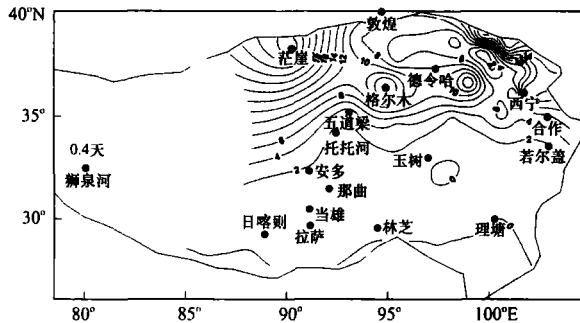 40°N
敦煌
茫崖
德令哈
格尔木
西宁
35°
五道梁
合作
托托河
若尔盖
0.4天
玉树
狮泉河
安多
那曲
30°
日喀则
当雄
拉萨
林芝
理塘
80°
85°
90°
95°
100°E